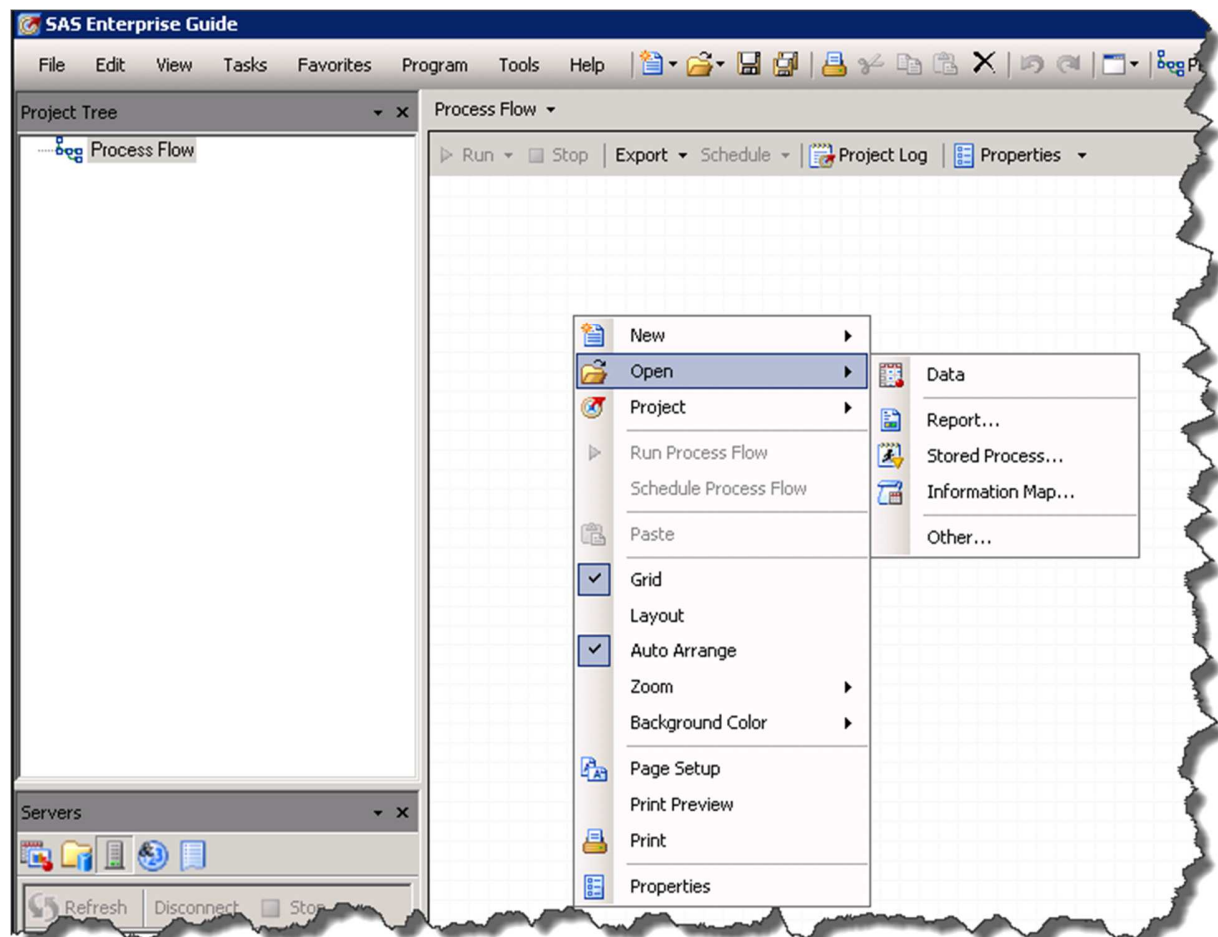 SAS Enterprise Guide
File Edit View Tasks Favorites Program Tools Help
Project Tree
Process Flow
Process Flow
Run Stop Export Schedule Project Log Properties
New
Open
Project
Run Process Flow
Schedule Process Flow
Paste
Grid
Layout
Auto Arrange
Zoom
Background Color
Page Setup
Print Preview
Print
Properties
Data
Report...
Stored Process...
Information Map...
Other...
Servers
Refresh Disconnect Stop